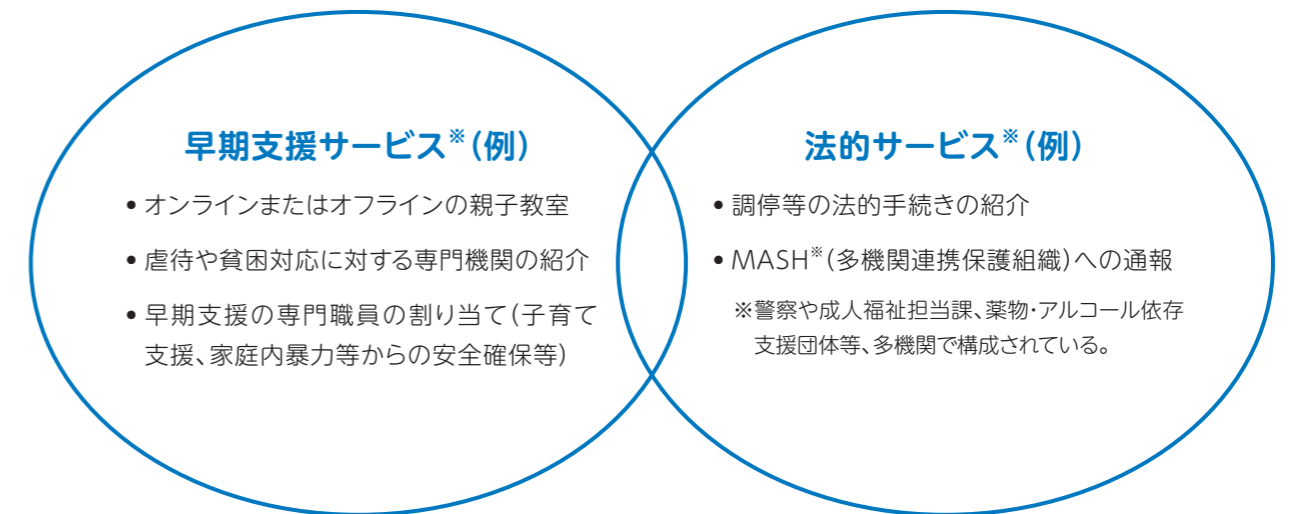 早期支援サービス※(例)
• オンラインまたはオフラインの親子教室
• 虐待や貧困対応に対する専門機関の紹介
• 早期支援の専門職員の割り当て(子育て
支援、家庭内暴力等からの安全確保等)
法的サービス※(例)
• 調停等の法的手続きの紹介
• MASH※(多機関連携保護組織)への通報
※警察や成人福祉担当課、薬物・アルコール依存
支援団体等、多機関で構成されている。